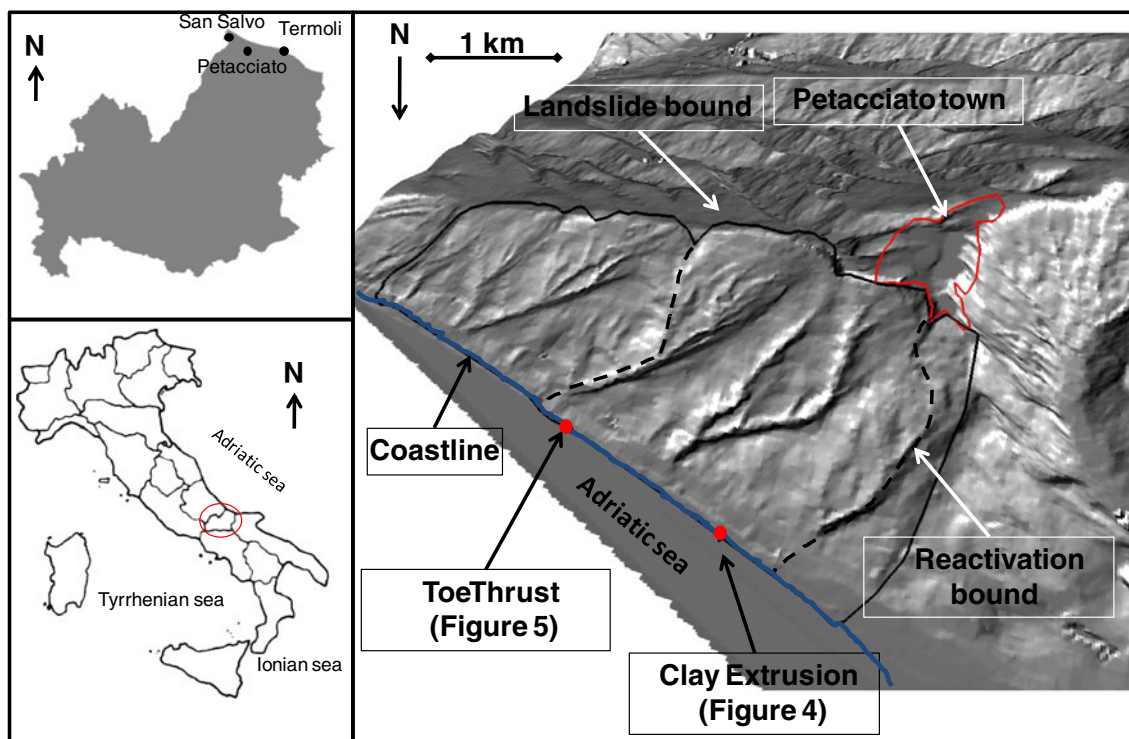 San Salvo
Termoli
N
Petacciato
N
Adriatic sea
Tyrrhenian sea
Ionian sea
N
1 km
Landslide bound
Petacciato town
Coastline
Adriatic sea
ToeThrust
(Figure 5)
Clay Extrusion
(Figure 4)
Reactivation
bound